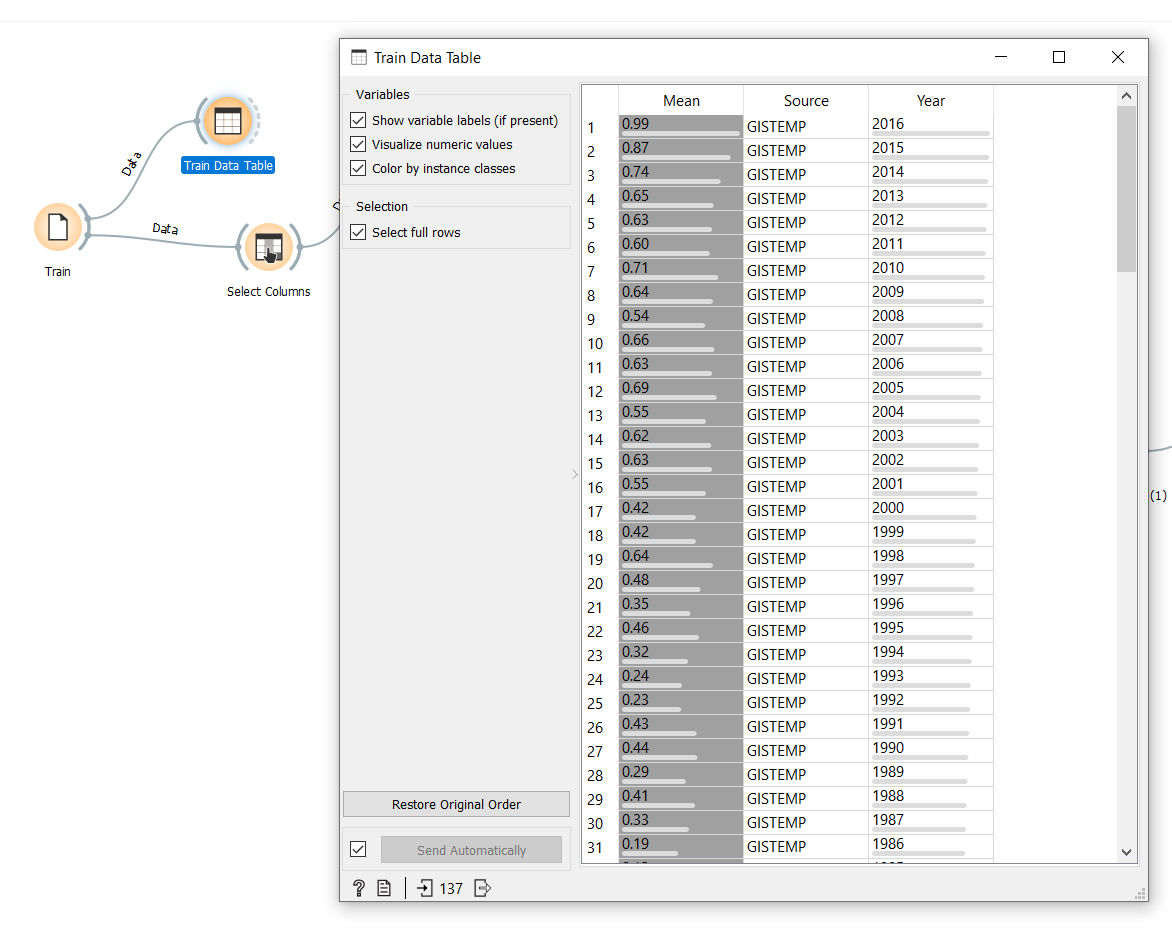 Train Data Table
Variables
Show variable labels (if present)
Visualize numeric values
Color by instance classes
Selection
Select full rows
Restore Original Order
Send Automatically
? 137
Mean Source Year
1 0.99 GISTEMP 2016
2 0.87 GISTEMP 2015
3 0.74 GISTEMP 2014
4 0.65 GISTEMP 2013
5 0.63 GISTEMP 2012
6 0.60 GISTEMP 2011
7 0.71 GISTEMP 2010
8 0.64 GISTEMP 2009
9 0.54 GISTEMP 2008
10 0.66 GISTEMP 2007
11 0.63 GISTEMP 2006
12 0.69 GISTEMP 2005
13 0.55 GISTEMP 2004
14 0.62 GISTEMP 2003
15 0.63 GISTEMP 2002
16 0.55 GISTEMP 2001
17 0.42 GISTEMP 2000
18 0.42 GISTEMP 1999
19 0.64 GISTEMP 1998
20 0.48 GISTEMP 1997
21 0.35 GISTEMP 1996
22 0.46 GISTEMP 1995
23 0.32 GISTEMP 1994
24 0.24 GISTEMP 1993
25 0.23 GISTEMP 1992
26 0.43 GISTEMP 1991
27 0.44 GISTEMP 1990
28 0.29 GISTEMP 1989
29 0.41 GISTEMP 1988
30 0.33 GISTEMP 1987
31 0.19 GISTEMP 1986
Train Data Table
Data
Data
Train
Select Columns
(1)